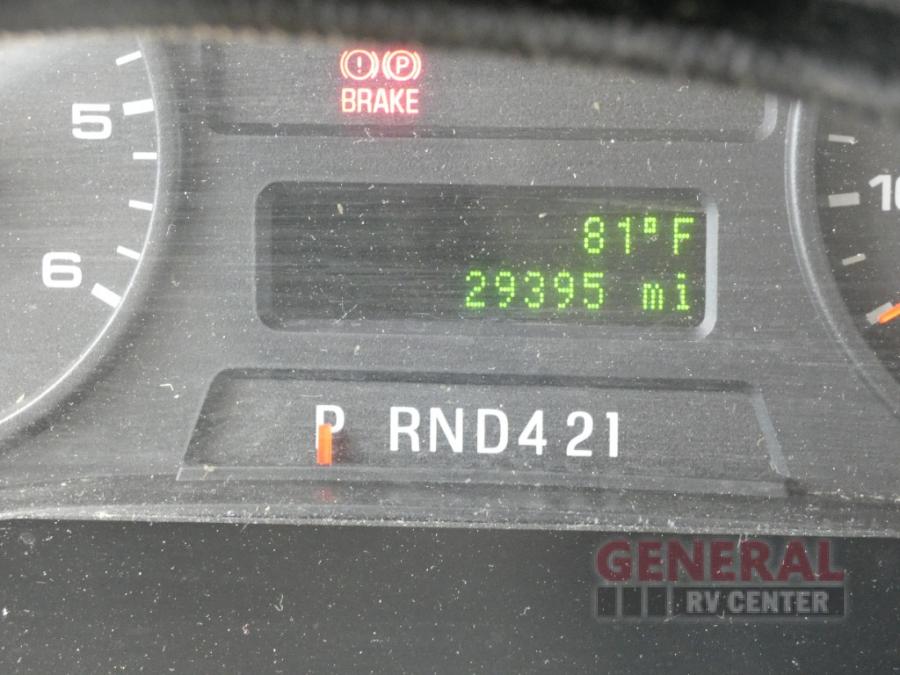 BRAKE
5
6
81°F
29395 mi
P RND421
GENERAL
RV CENTER